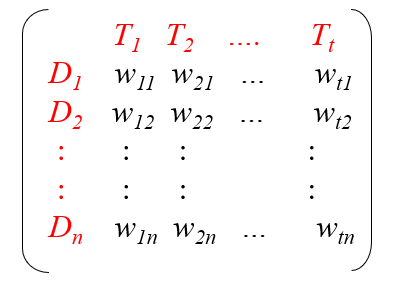 T1 T2 .... Tt
D1 w11 w21 ... wt1
D2 w12 w22 ... wt2
: : : :
: : : :
Dn w1n w2n ... wtn